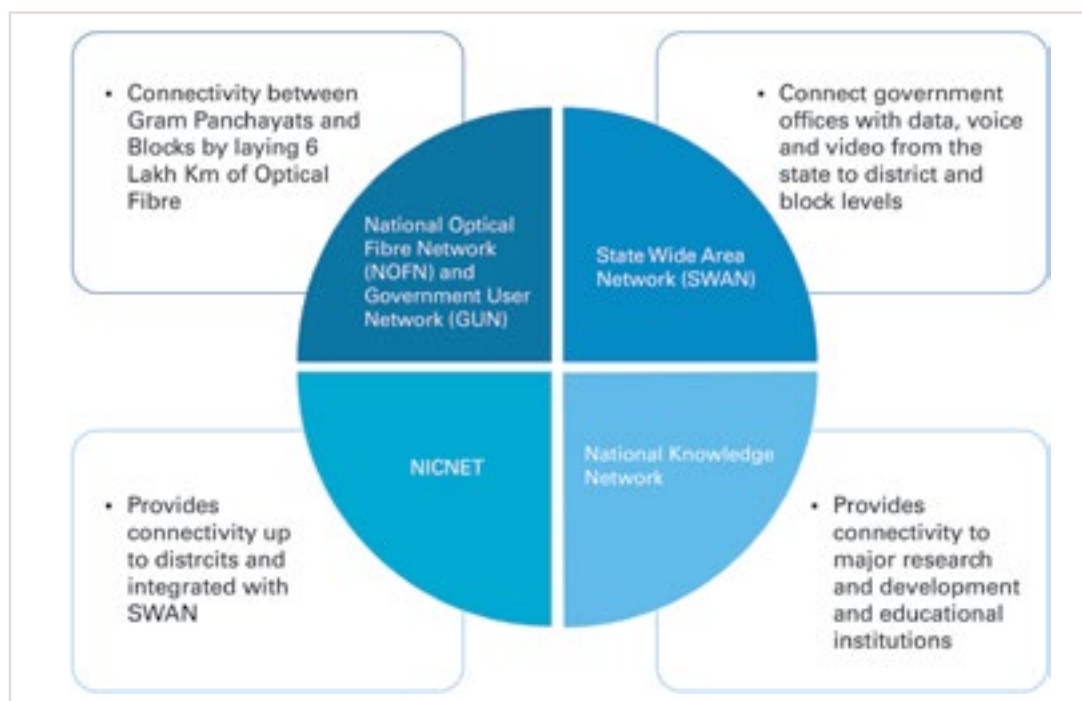 • Connectivity between
Gram Panchayats and
Blocks by laying 6
Lakh Km of Optical
Fibre
National Optical
Fibre Network
(NOFN) and
Government User
Network (GUN)
• Connect government
offices with data, voice
and video from the
state to district and
block levels
State Wide Area
Network (SWAN)
NICNET
• Provides
connectivity up
to distrcits and
integrated with
SWAN
National Knowledge
Network
• Provides
connectivity to
major research
and development
and educational
institutions